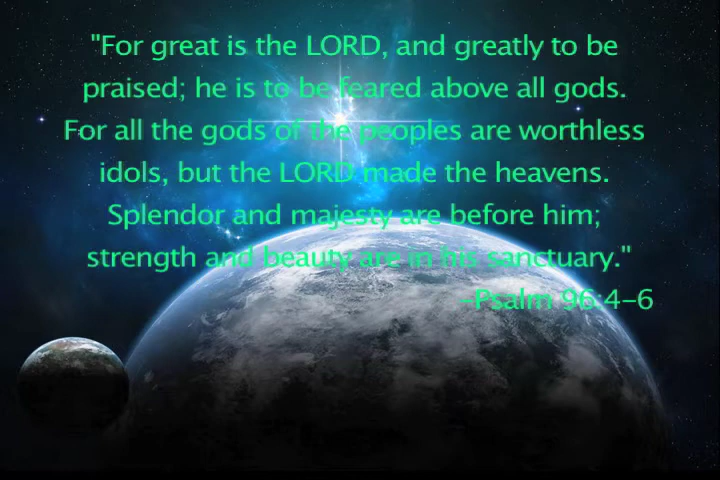 "For great is the LORD, and greatly to be
praised; he is to be feared above all gods.
For all the gods of the peoples are worthless
idols, but the LORD made the heavens.
Splendor and majesty are before him;
strength and beauty are in his sanctuary."
-Psalm 96:4-6